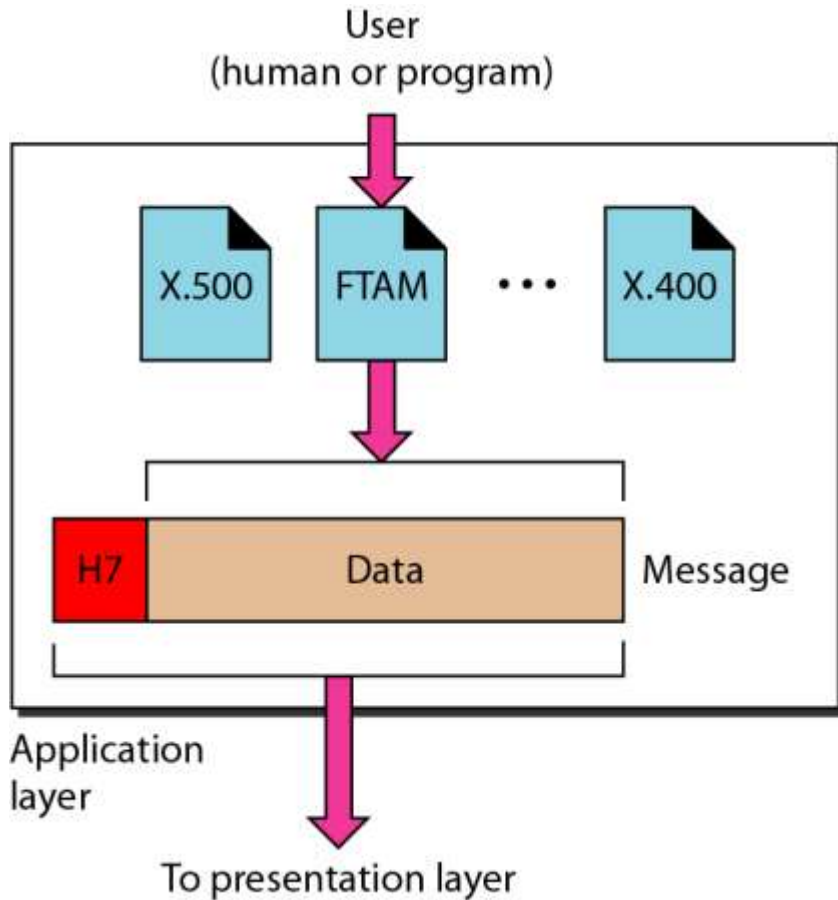 User
(human or program)
X.500
FTAM
...
X.400
H7
Data
Message
Application
layer
To presentation layer